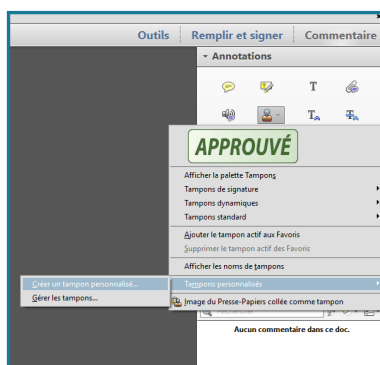 Outils
Remplir et signer
Commentaire
Annotations
T
T
T
APPROUVÉ
Afficher la palette Tampons
Tampons de signature
Tampons dynamiques
Tampons standard
Ajouter le tampon actif aux Favoris
Supprimer le tampon actif des Favoris
Afficher les noms de tampons
Créer un tampon personnalisé...
Tampons personnalisés
Gérer les tampons...
Image du Presse-Papiers collée comme tampon
Rechercher
Aucun commentaire dans ce doc.